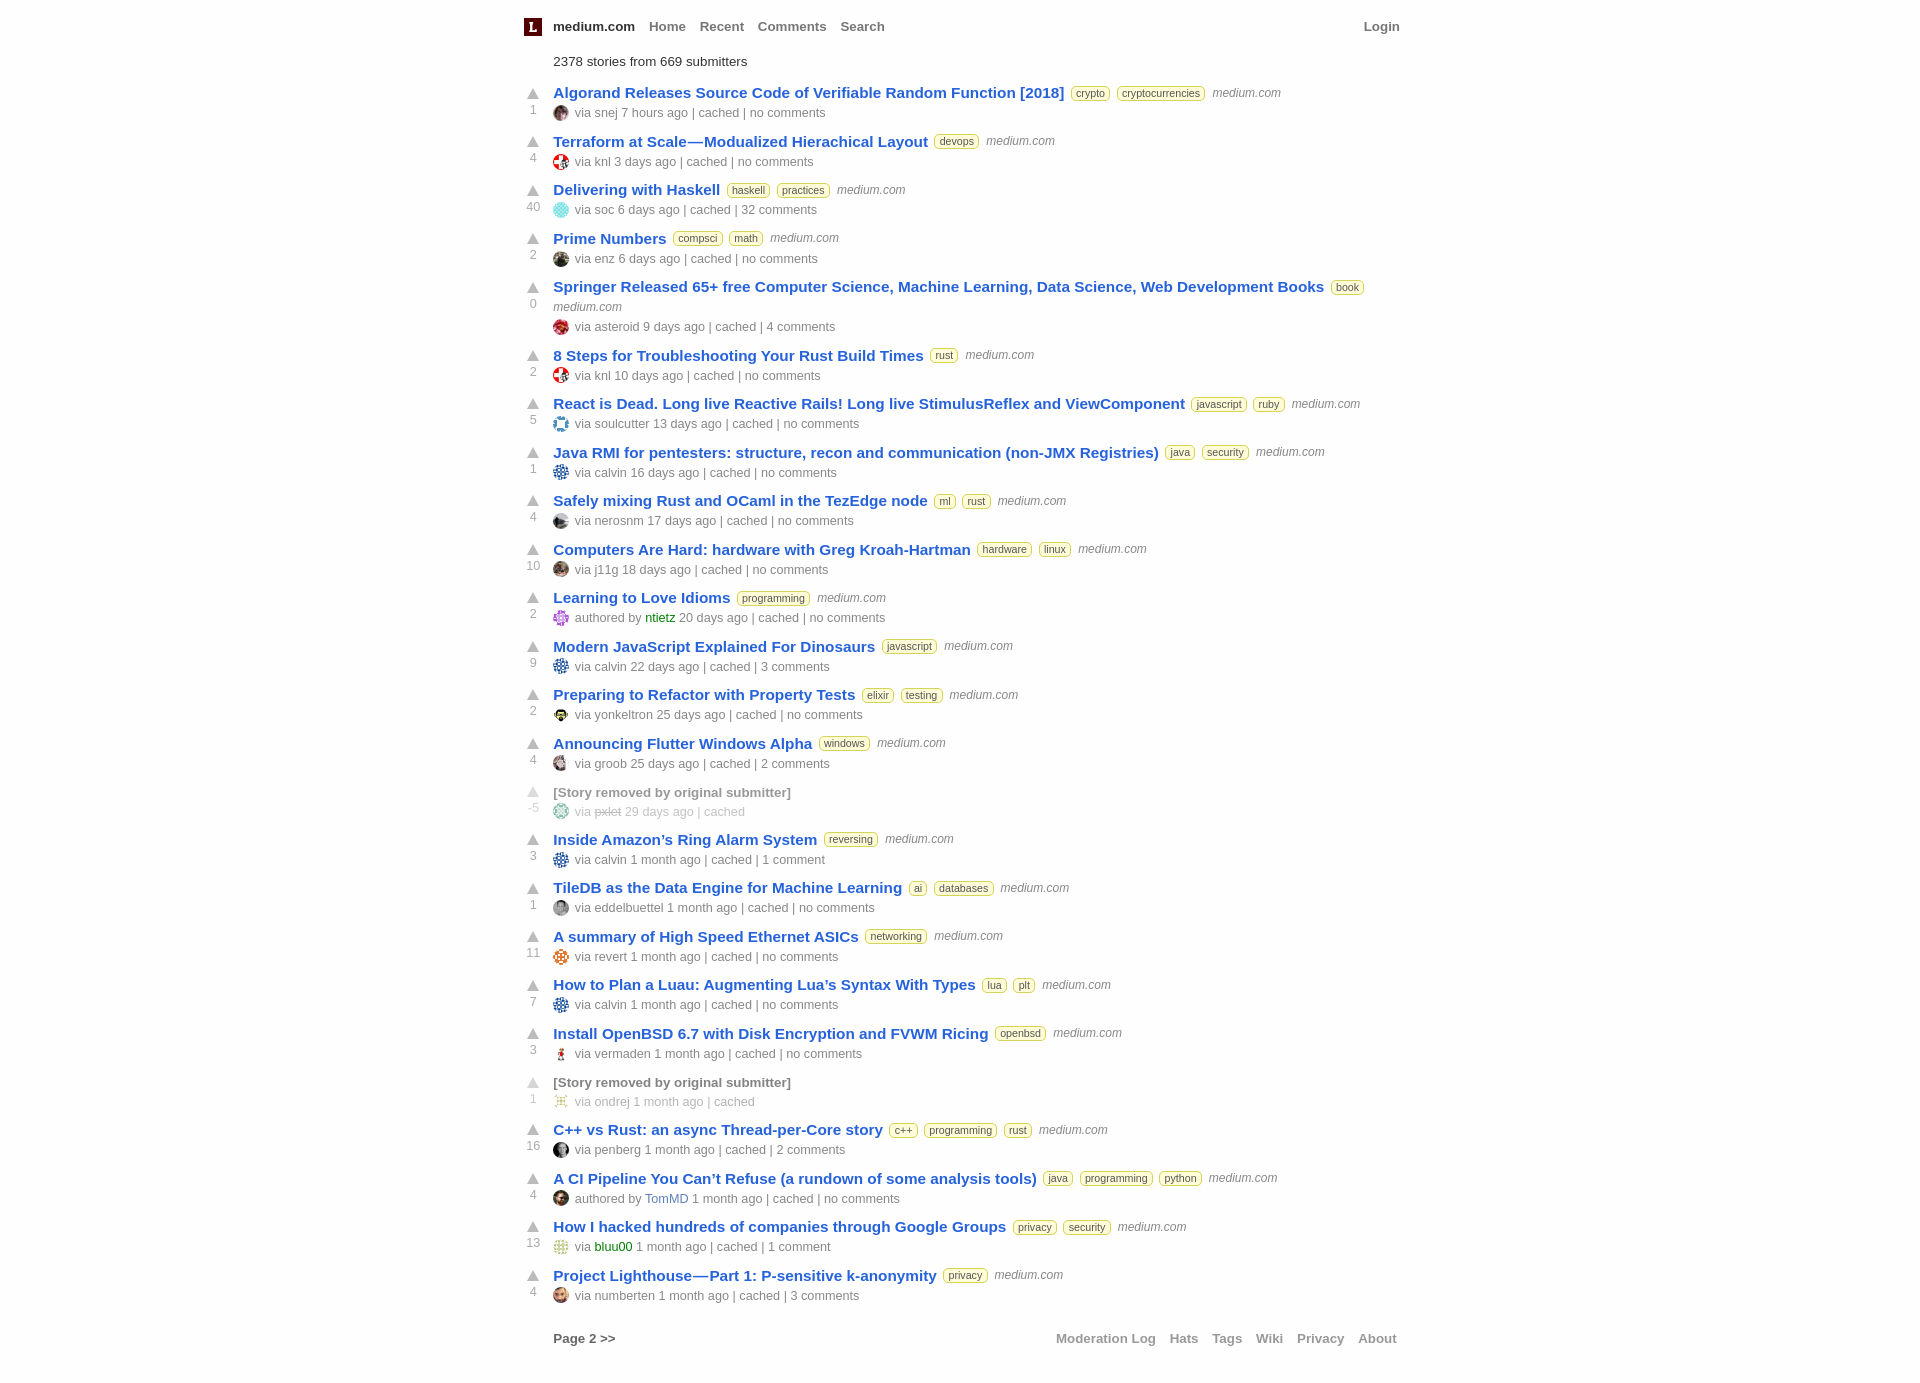 L medium.com Home Recent Comments Search Login
2378 stories from 669 submitters
Algorand Releases Source Code of Verifiable Random Function [2018] crypto cryptocurrencies medium.com
1 via snej 7 hours ago | cached | no comments
Terraform at Scale — Modualized Hierachical Layout devops medium.com
4 via knl 3 days ago | cached | no comments
Delivering with Haskell haskell practices medium.com
40 via soc 6 days ago | cached | 32 comments
Prime Numbers compsci math medium.com
2 via enz 6 days ago | cached | no comments
Springer Released 65+ free Computer Science, Machine Learning, Data Science, Web Development Books book
0 medium.com
via asteroid 9 days ago | cached | 4 comments
8 Steps for Troubleshooting Your Rust Build Times rust medium.com
2 via knl 10 days ago | cached | no comments
React is Dead. Long live Reactive Rails! Long live StimulusReflex and ViewComponent javascript ruby medium.com
5 via soulcutter 13 days ago | cached | no comments
Java RMI for pentesters: structure, recon and communication (non-JMX Registries) java security medium.com
1 via calvin 16 days ago | cached | no comments
Safely mixing Rust and OCaml in the TezEdge node ml rust medium.com
4 via nerosnm 17 days ago | cached | no comments
Computers Are Hard: hardware with Greg Kroah-Hartman hardware linux medium.com
10 via j11g 18 days ago | cached | no comments
Learning to Love Idioms programming medium.com
2 authored by ntietz 20 days ago | cached | no comments
Modern JavaScript Explained For Dinosaurs javascript medium.com
9 via calvin 22 days ago | cached | 3 comments
Preparing to Refactor with Property Tests elixir testing medium.com
2 via yonkeltron 25 days ago | cached | no comments
Announcing Flutter Windows Alpha windows medium.com
4 via groob 25 days ago | cached | 2 comments
[Story removed by original submitter]
-5 via pxlet 29 days ago | cached
Inside Amazon’s Ring Alarm System reversing medium.com
3 via calvin 1 month ago | cached | 1 comment
TileDB as the Data Engine for Machine Learning ai databases medium.com
1 via eddelbuettel 1 month ago | cached | no comments
A summary of High Speed Ethernet ASICs networking medium.com
11 via revert 1 month ago | cached | no comments
How to Plan a Luau: Augmenting Lua’s Syntax With Types lua plt medium.com
7 via calvin 1 month ago | cached | no comments
Install OpenBSD 6.7 with Disk Encryption and FVWM Ricing openbsd medium.com
3 via vermaden 1 month ago | cached | no comments
[Story removed by original submitter]
1 via ondrej 1 month ago | cached
C++ vs Rust: an async Thread-per-Core story c++ programming rust medium.com
16 via penberg 1 month ago | cached | 2 comments
A CI Pipeline You Can’t Refuse (a rundown of some analysis tools) java programming python medium.com
4 authored by TomMD 1 month ago | cached | no comments
How I hacked hundreds of companies through Google Groups privacy security medium.com
13 via bluu00 1 month ago | cached | 1 comment
Project Lighthouse — Part 1: P-sensitive k-anonymity privacy medium.com
4 via numberten 1 month ago | cached | 3 comments
Page 2 >> Moderation Log Hats Tags Wiki Privacy About